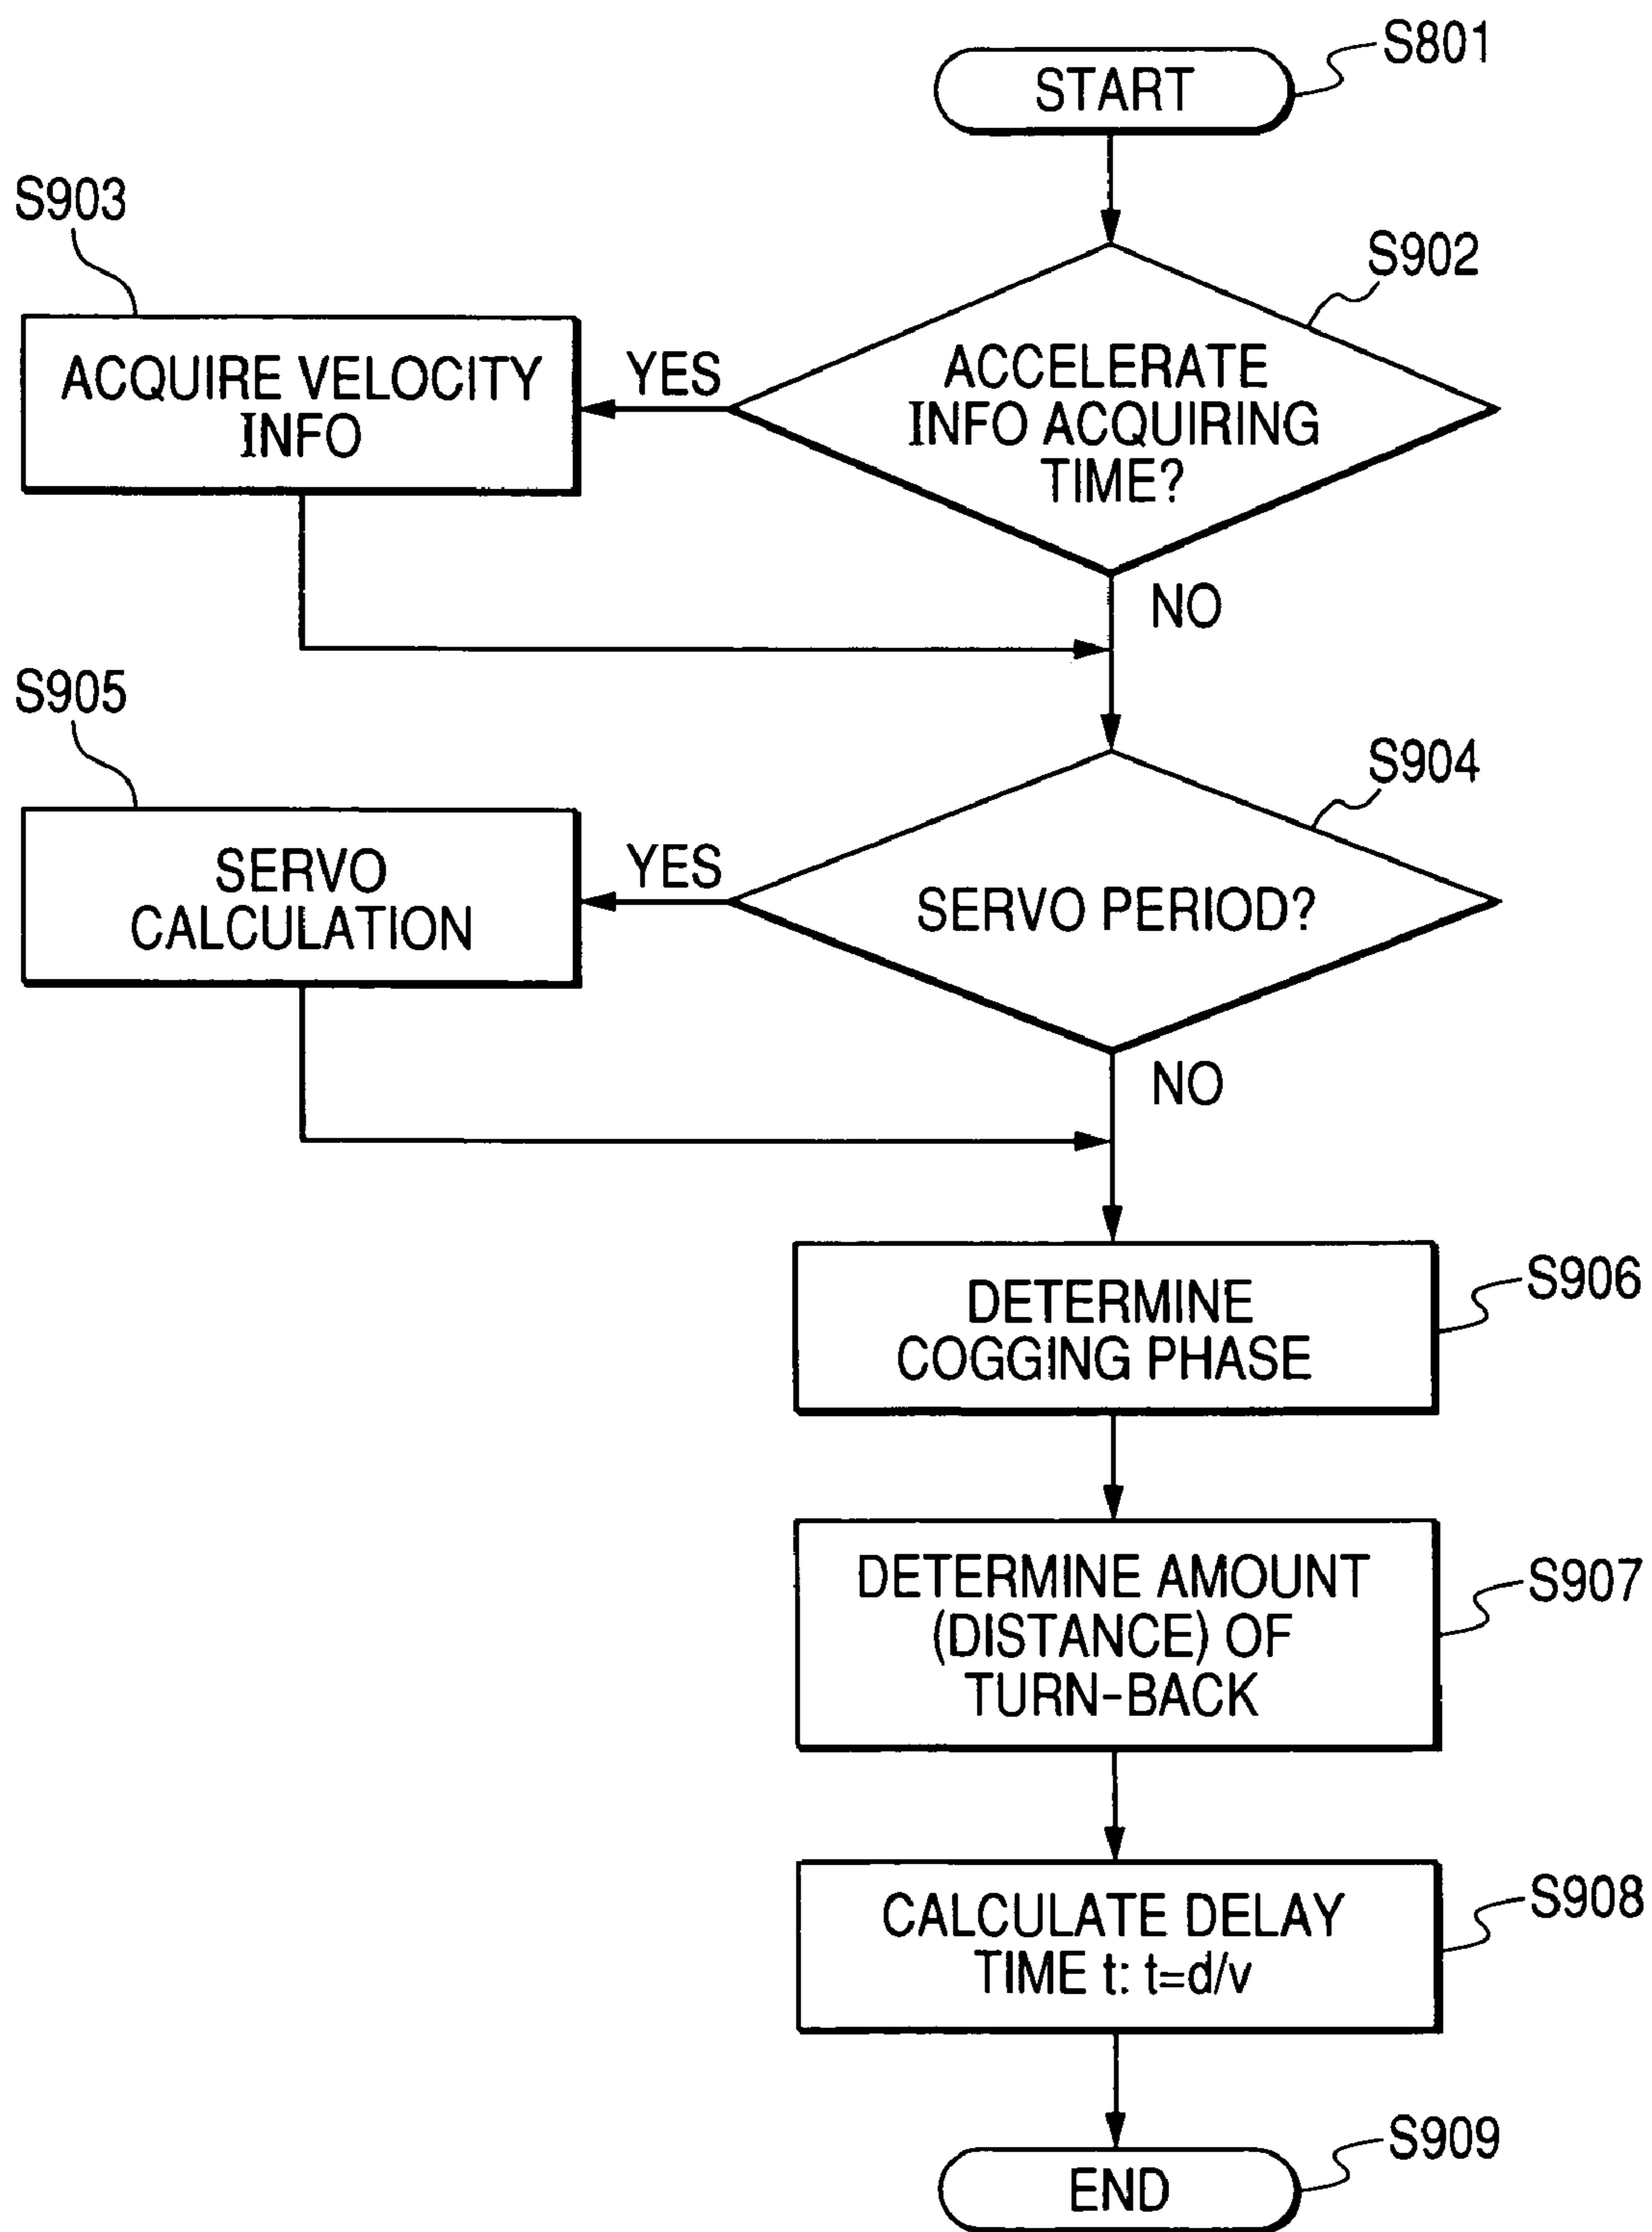 S801
START
S903
S902
ACQUIRE VELOCITY
INFO
YES
ACCELERATE
INFO ACQUIRING
TIME?
NO
S905
S904
SERVO
CALCULATION
YES
SERVO PERIOD?
NO
S906
DETERMINE
COGGING PHASE
S907
DETERMINE AMOUNT
(DISTANCE) OF
TURN-BACK
S908
CALCULATE DELAY
TIME t: t=d/v
S909
END